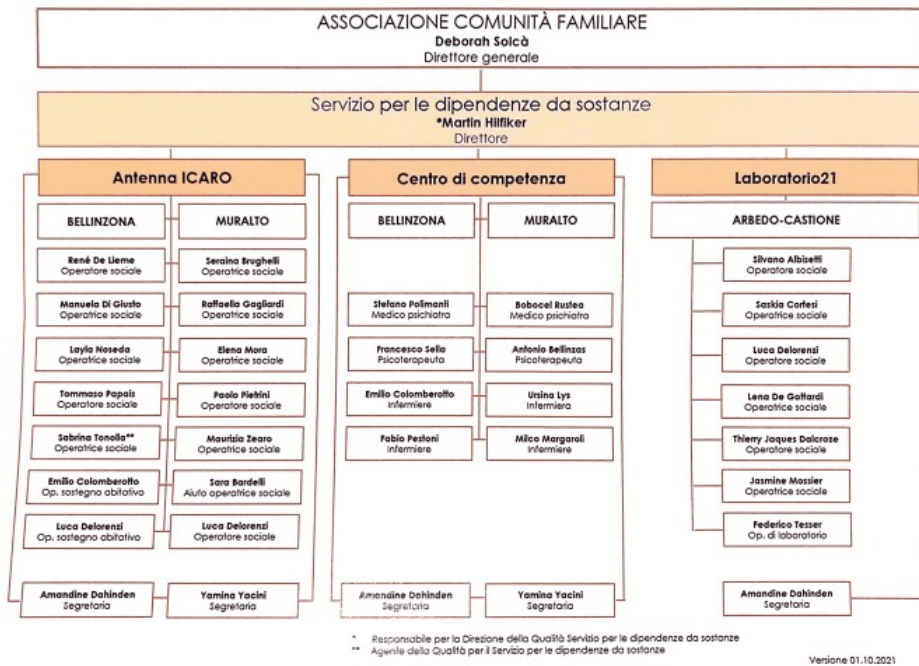 ASSOCIAZIONE COMUNITÀ FAMILIARE
Deborah Solcà
Direttore generale
Servizio per le dipendenze da sostanze
*Martin Hilfiker
Direttore
Antenna ICARO
BELLINZONA
MURALTO
René De Lieme
Operatore sociale
Seraina Brughelli
Operatrice sociale
Manuela Di Giusto
Operatrice sociale
Raffaella Gagliardi
Operatrice sociale
Layla Noseda
Operatrice sociale
Elena Mora
Operatrice sociale
Tommaso Papais
Operatore sociale
Paolo Pietrini
Operatore sociale
Sabrina Tonolla**
Operatrice sociale
Maurizia Zearo
Operatrice sociale
Emilio Colomberotto
Op. sostegno abitativo
Sara Bardelli
Aiuto operatrice sociale
Luca Delorenzi
Op. sostegno abitativo
Luca Delorenzi
Operatore sociale
Amandine Dahinden
Segretaria
Yamina Yacini
Segretaria
Centro di competenza
BELLINZONA
MURALTO
Stefano Polimanti
Medico psichiatra
Bobocel Rustea
Medico psichiatra
Francesco Sella
Psicoterapeuta
Antonio Bellinzas
Psicoterapeuta
Emilio Colomberotto
Infermiere
Ursina Lys
Infermiera
Fabio Pestoni
Infermiere
Milco Margaroli
Infermiere
Amandine Dahinden
Segretaria
Yamina Yacini
Segretaria
Laboratorio21
ARBEDO-CASTIONE
Silvano Albisetti
Operatore sociale
Saskia Cortesi
Operatrice sociale
Luca Delorenzi
Operatore sociale
Lena De Gottardi
Operatrice sociale
Thierry Jaques Dalcroze
Operatore sociale
Jasmine Mossier
Operatrice sociale
Federico Tesser
Op. di laboratorio
Amandine Dahinden
Segretaria
* Responsabile per la Direzione della Qualità Servizio per le dipendenze da sostanze
** Agente della Qualità per il Servizio per le dipendenze da sostanze
Versione 01.10.2021